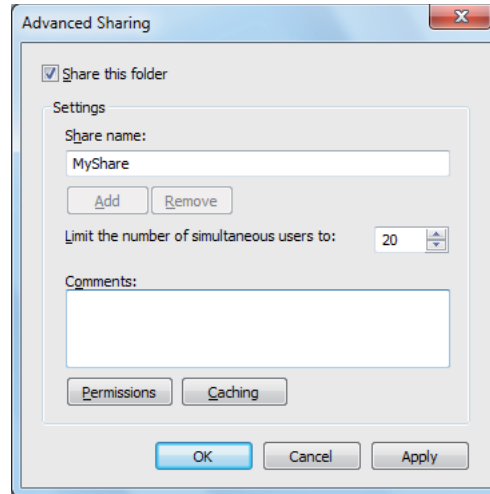 Advanced Sharing
Share this folder
Settings
Share name:
MyShare
Add Remove
Limit the number of simultaneous users to: 20
Comments:
Permissions Caching
OK Cancel Apply